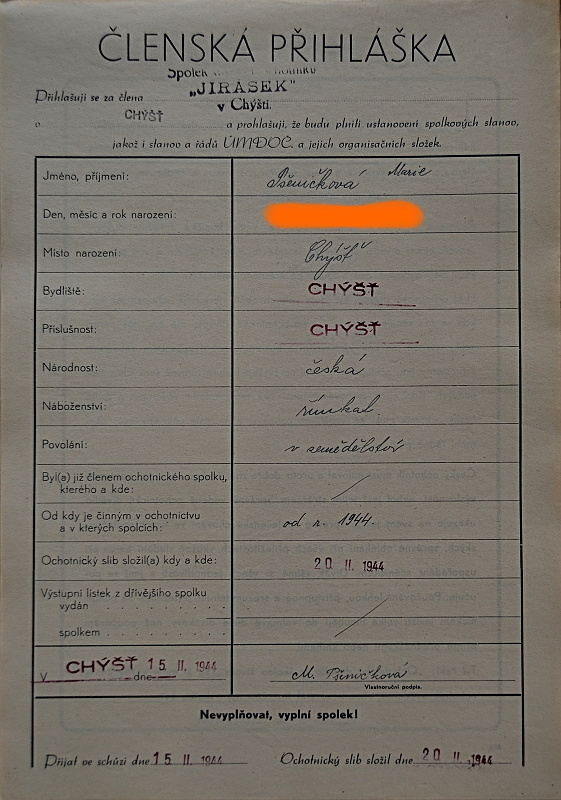 ČLENSKÁ PŘIHLÁŠKA
Spolek
Přihlašuji se za člena „JIRÁSEK"
v Chýšti.
o CHÝŠŤ a prohlašuji, že budu plniti ustanovení spolkových stanov,
jakož i stanov a řádů ÚMDOČ. a jejich organisačních složek.
Jméno, příjmení: Pšeničková Marie
Den, měsíc a rok narození:
Místo narození: Chýšť
Bydliště: CHÝŠŤ
Příslušnost: CHÝŠŤ
Národnost: česká
Náboženství: římkat.
Povolání: v zemědělství
Byl(a) již členem ochotnického spolku,
kterého a kde: /
Od kdy je činným v ochotnictvu
a v kterých spolcích: od r. 1944.
Ochotnický slib složil(a) kdy a kde: 20 II. 1944
Výstupní lístek z dřívějšího spolku
vydán . . . . . . . . . .
spolkem . . . . . . . . . . /
V CHÝŠŤ dne 15 II. 1944
M. Pšeničková
Vlastnoruční podpis.
Nevyplňovat, vyplní spolek!
Přijat ve schůzi dne 15 II. 1944 Ochotnický slib složil dne 20 II. 1944